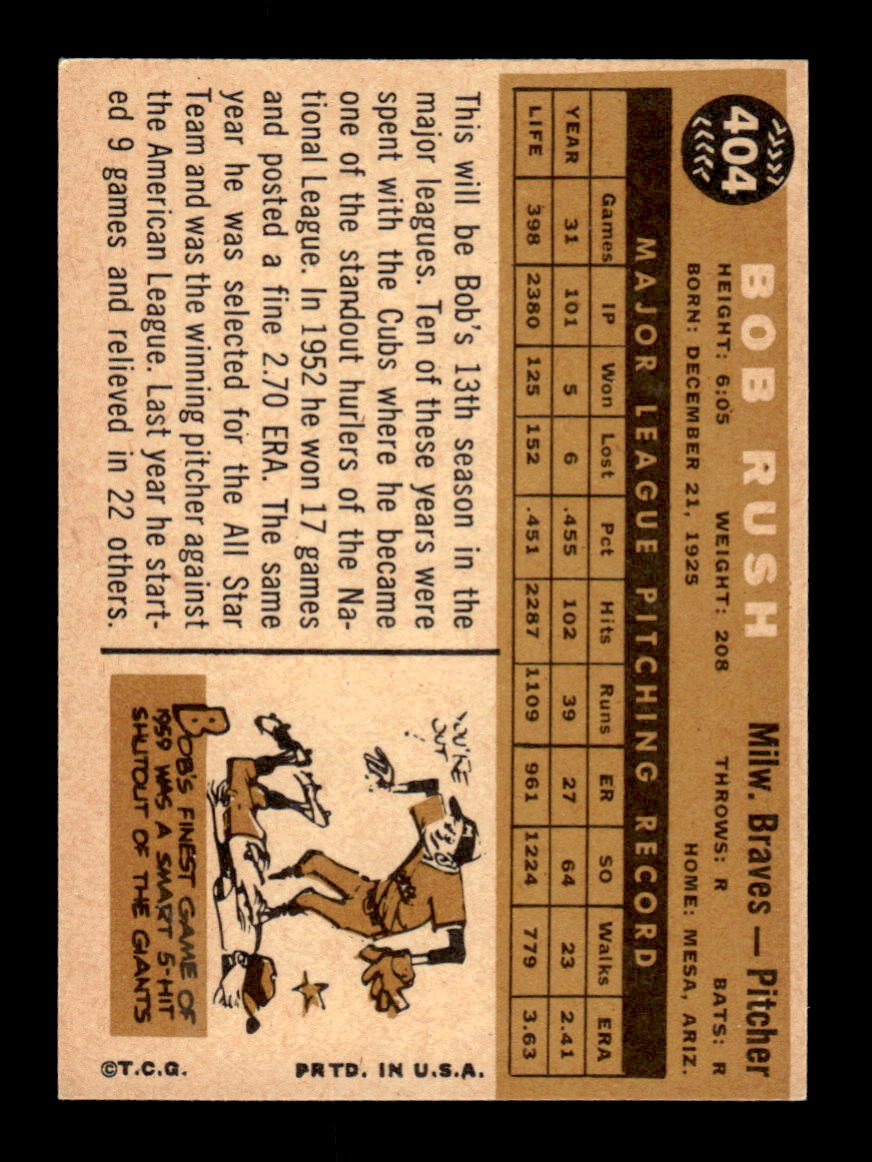 404
BOB RUSH
Milw. Braves — Pitcher
HEIGHT: 6:05 WEIGHT: 208 THROWS: R BATS: R
BORN: DECEMBER 21, 1925 HOME: MESA, ARIZ.
MAJOR LEAGUE PITCHING RECORD
Games IP Won Lost Pct Hits Runs ER SO Walks ERA
YEAR 31 101 5 6 .455 102 39 27 64 23 2.41
LIFE 398 2380 125 152 .451 2287 1109 961 1224 779 3.63
This will be Bob's 13th season in the
major leagues. Ten of these years were
spent with the Cubs where he became
one of the standout hurlers of the Na-
tional League. In 1952 he won 17 games
and posted a fine 2.70 ERA. The same
year he was selected for the All Star
Team and was the winning pitcher against
the American League. Last year he start-
ed 9 games and relieved in 22 others.
YOU'RE
OUT!
BOB'S FINEST GAME OF
1959 WAS A SMART 5-HIT
SHUTOUT OF THE GIANTS
©T.C.G. PRTD. IN U.S.A.